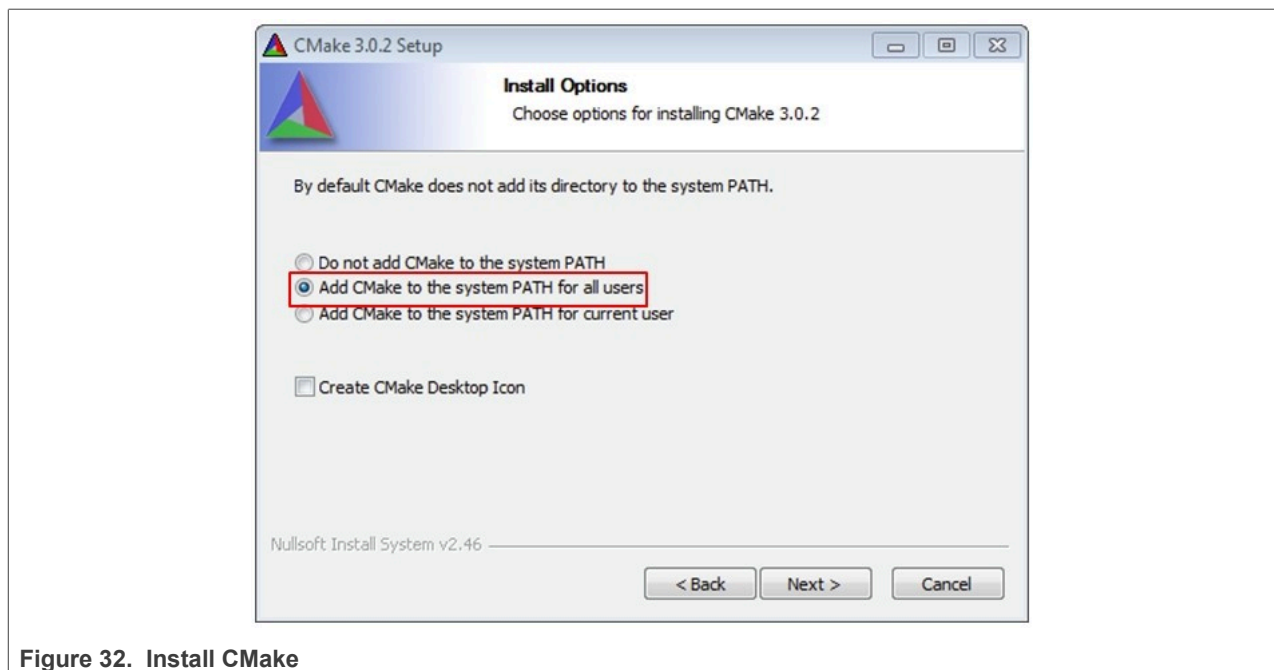 CMake 3.0.2 Setup
Install Options
Choose options for installing CMake 3.0.2
By default CMake does not add its directory to the system PATH.
Do not add CMake to the system PATH
Add CMake to the system PATH for all users
Add CMake to the system PATH for current user
Create CMake Desktop Icon
Nullsoft Install System v2.46
< Back Next > Cancel
Figure 32. Install CMake